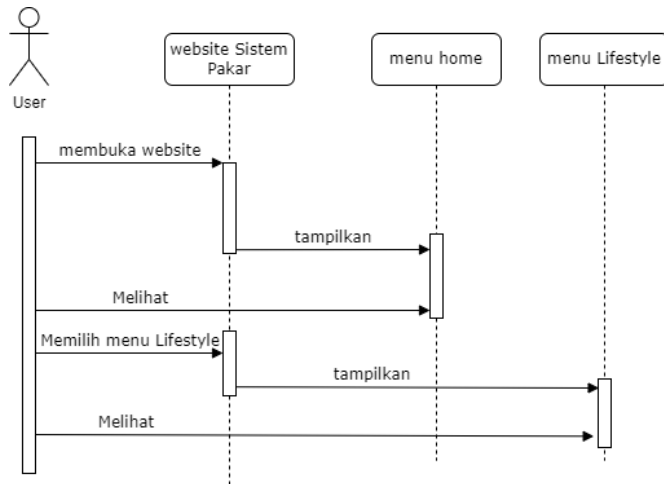 website Sistem
Pakar
menu home
menu Lifestyle
User
membuka website
tampilkan
Melihat
Memilih menu Lifestyle
tampilkan
Melihat